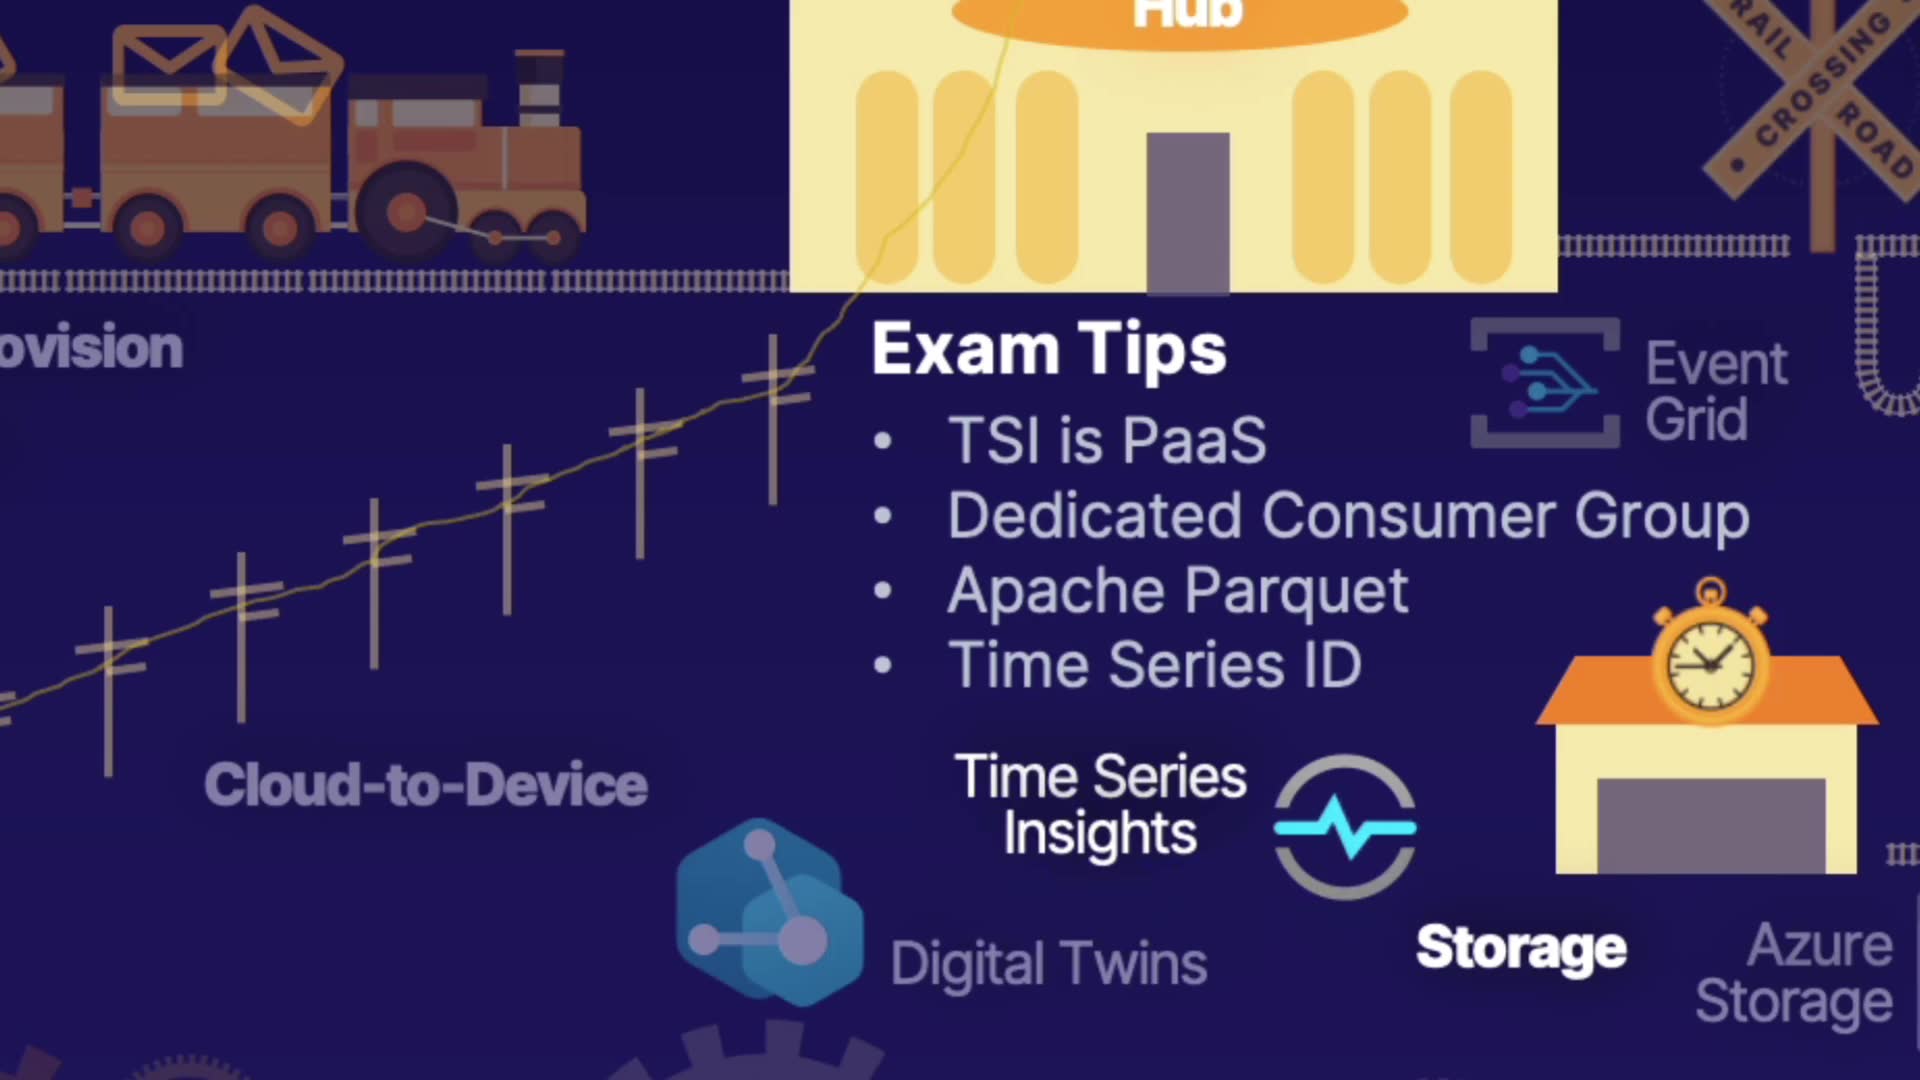 Hub
RAIL
CROSSING
ROAD
ovision
Exam Tips
• TSI is PaaS
• Dedicated Consumer Group
• Apache Parquet
• Time Series ID
Event
Grid
Cloud-to-Device
Time Series
Insights
Digital Twins
Storage
Azure
Storage